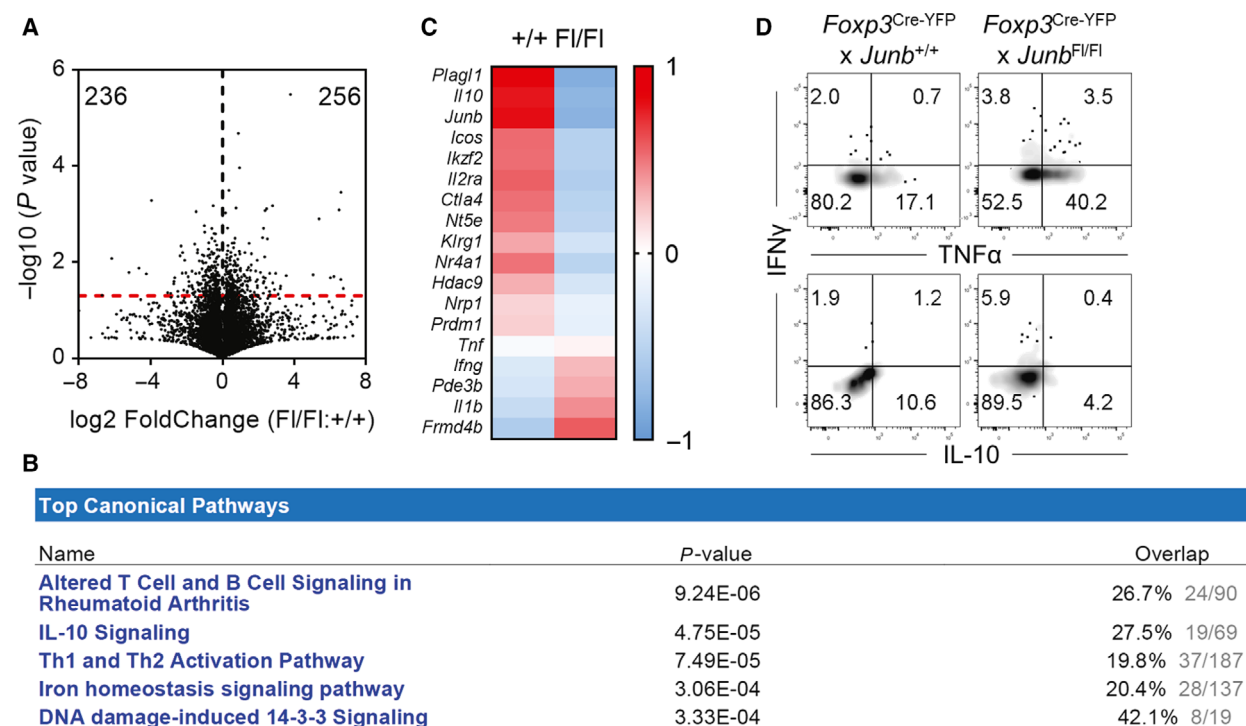 A
6
4
2
0
236
256
−8
−4
0
4
8
−log10 (P value)
log2 FoldChange (Fl/Fl:+/+)
C
+/+ Fl/Fl
Plagl1
Il10
Junb
Icos
Ikzf2
Il2ra
Ctla4
Nt5e
Klrg1
Nr4a1
Hdac9
Nrp1
Prdm1
Tnf
Ifng
Pde3b
Il1b
Frmd4b
1
0
−1
D
Foxp3Cre-YFP
x Junb+/+
Foxp3Cre-YFP
x JunbFl/Fl
2.0 0.7
80.2 17.1
3.8 3.5
52.5 40.2
TNFα
IFNγ
1.9 1.2
86.3 10.6
5.9 0.4
89.5 4.2
IL-10
B
Top Canonical Pathways
Name P-value Overlap
Altered T Cell and B Cell Signaling in
Rheumatoid Arthritis 9.24E-06 26.7% 24/90
IL-10 Signaling 4.75E-05 27.5% 19/69
Th1 and Th2 Activation Pathway 7.49E-05 19.8% 37/187
Iron homeostasis signaling pathway 3.06E-04 20.4% 28/137
DNA damage-induced 14-3-3 Signaling 3.33E-04 42.1% 8/19